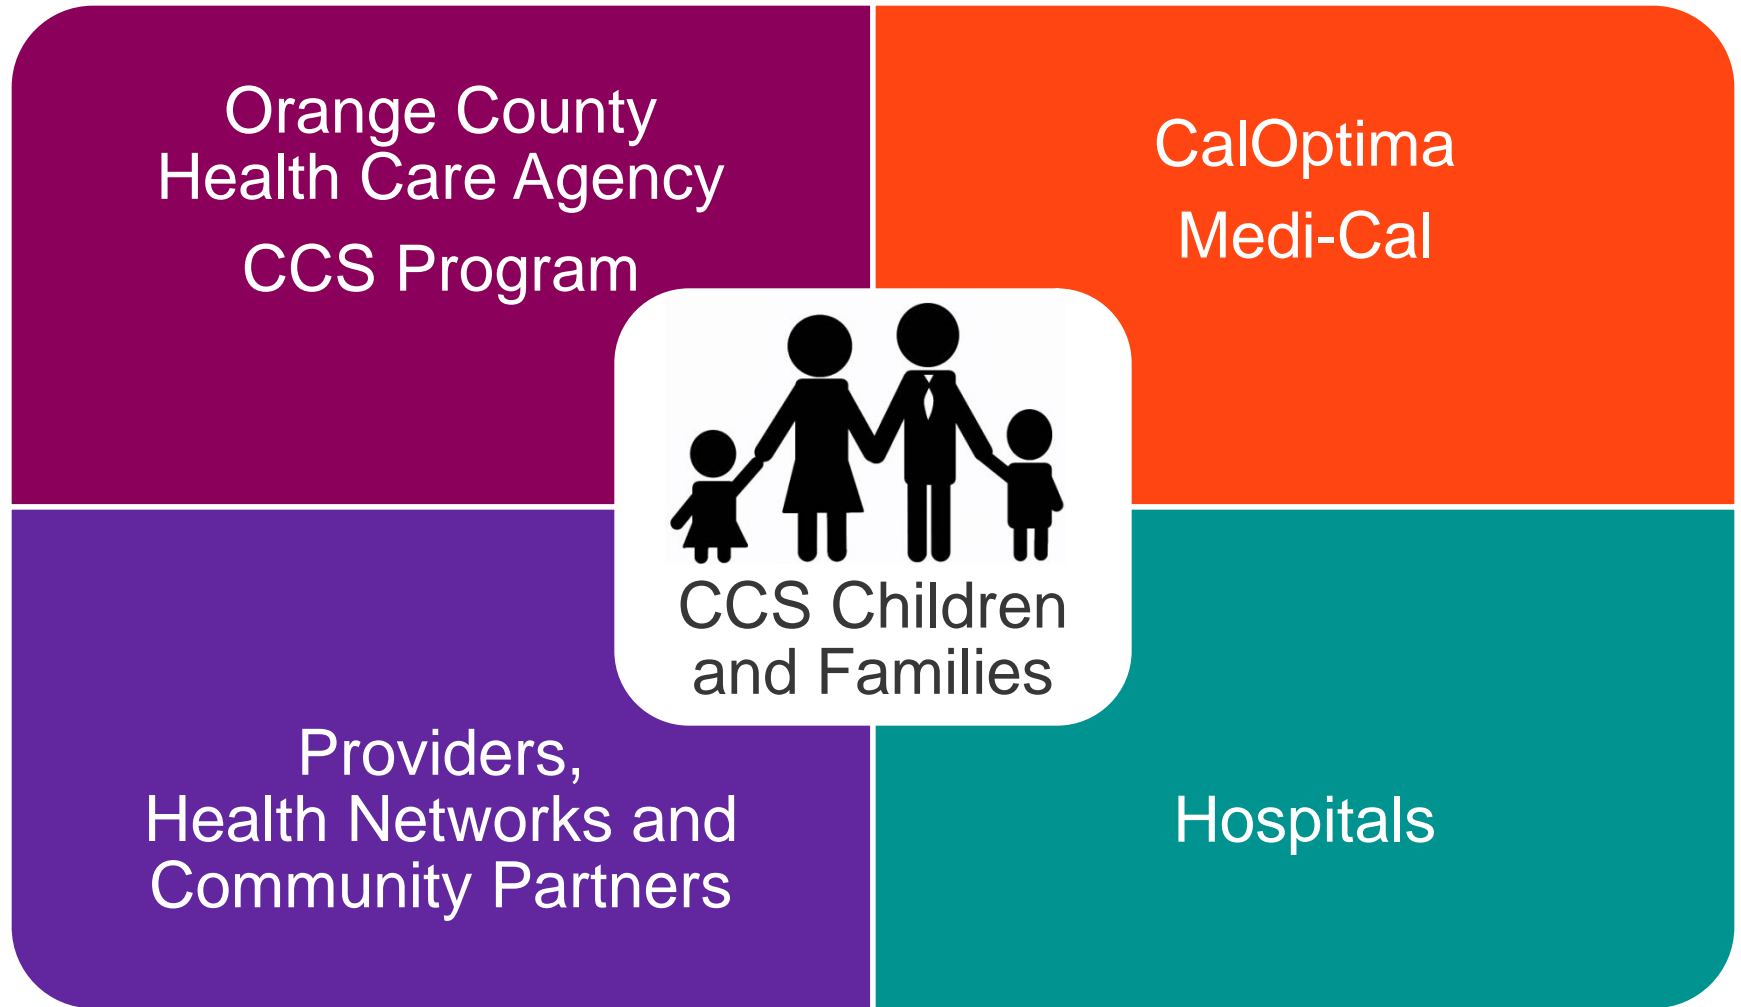 Orange County
Health Care Agency
CCS Program
CalOptima
Medi-Cal
CCS Children
and Families
Providers,
Health Networks and
Community Partners
Hospitals